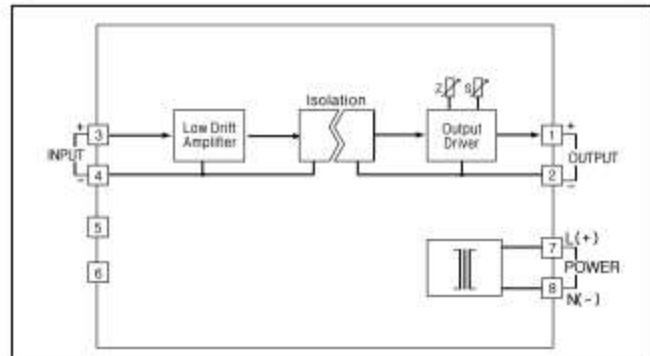 Isolation
Z S
+ 3 Low Drift Amplifier Output Driver 1 +
INPUT OUTPUT
- 4 2 -
5
7 L(+)
POWER
6
8
N(-)